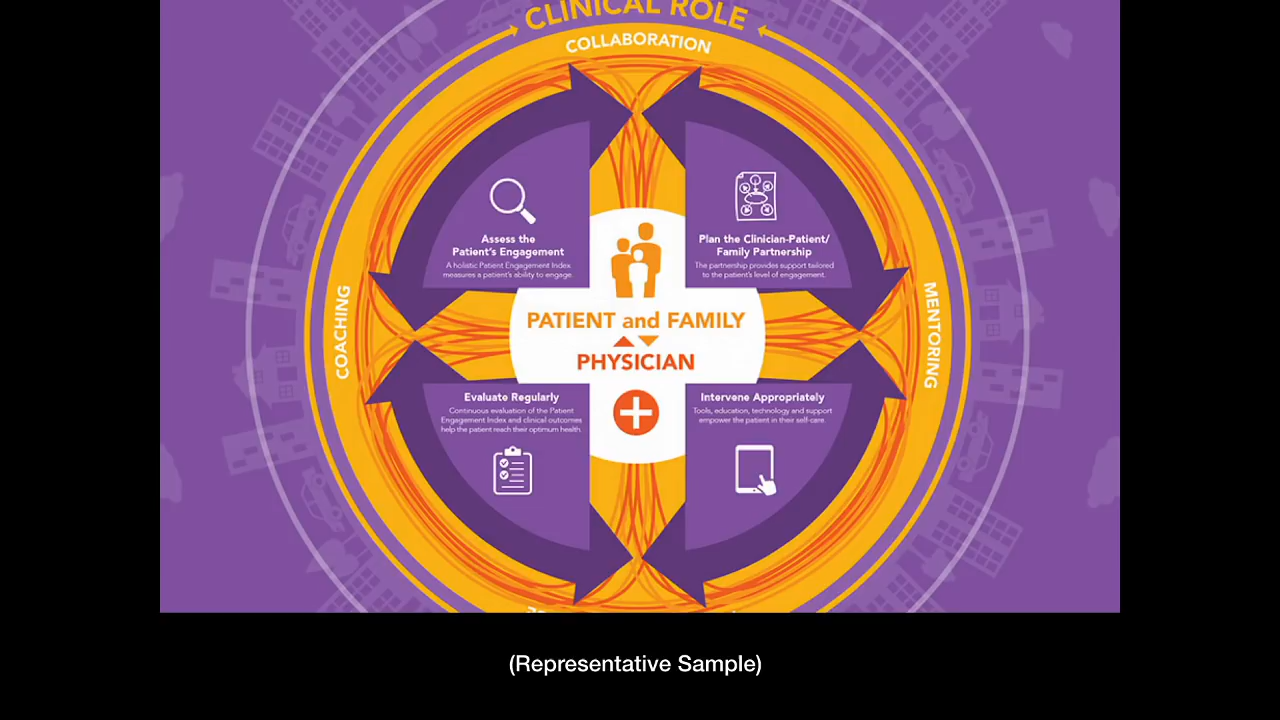 CLINICAL ROLE
COLLABORATION
Assess the
Patient's Engagement
A holistic Patient Engagement Index
measures a patient's ability to engage.
Plan the Clinician-Patient/
Family Partnership
The partnership provides support tailored
to the patient's level of engagement.
COACHING
PATIENT and FAMILY
PHYSICIAN
MENTORING
Evaluate Regularly
Continuous evaluation of the Patient
Engagement Index and clinical outcomes
help the patient reach their optimum health.
Intervene Appropriately
Tools, education, technology and support
empower the patient in their self-care.
(Representative Sample)